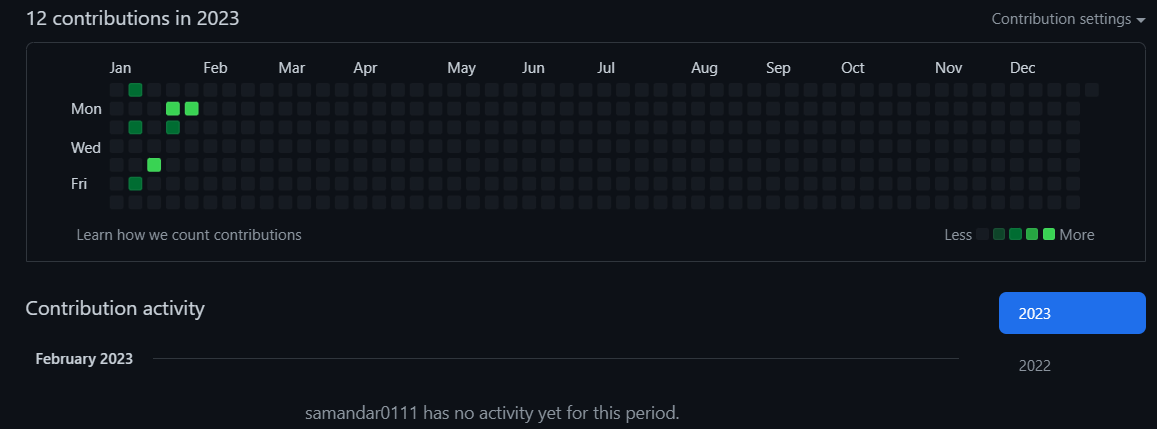 12 contributions in 2023
Contribution settings
Jan Feb Mar Apr May Jun Jul Aug Sep Oct Nov Dec
Mon
Wed
Fri
Learn how we count contributions
Less More
Contribution activity
2023
February 2023
2022
samandar0111 has no activity yet for this period.